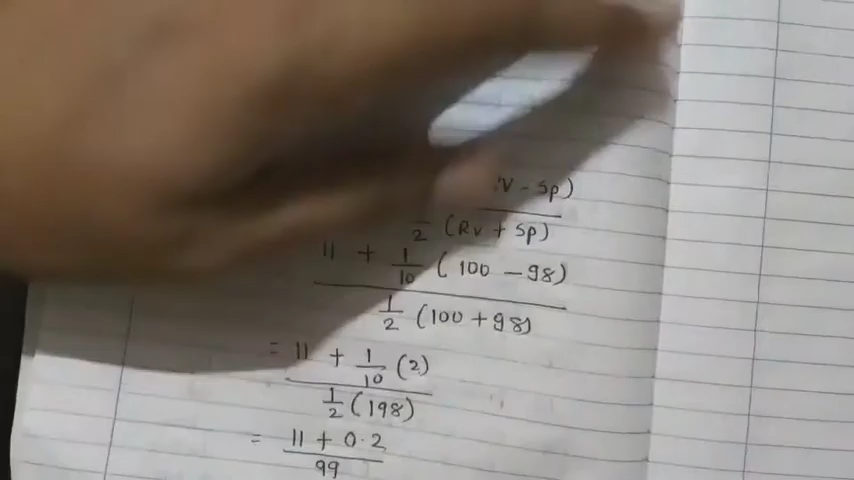 V - Sp)
2 (Rv + Sp)
11 + 1/10 (100 - 98)
1/2 (100 + 98)
= 11 + 1/10 (2)
1/2 (198)
= 11 + 0.2
99